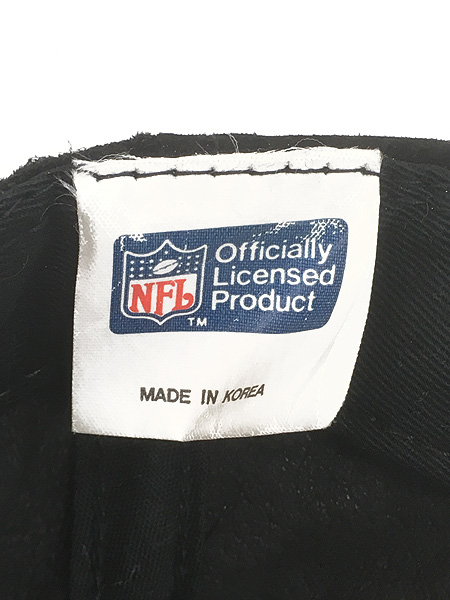 NFL
Officially
Licensed
Product
TM
MADE IN KOREA